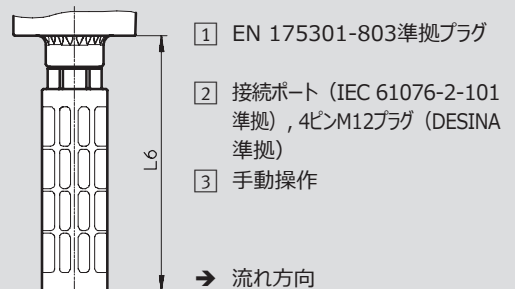 1 EN 175301-803準拠プラグ
2 接続ポート（IEC 61076-2-101
準拠）, 4ピンM12プラグ（DESINA
準拠）
3 手動操作
L6
➔ 流れ方向